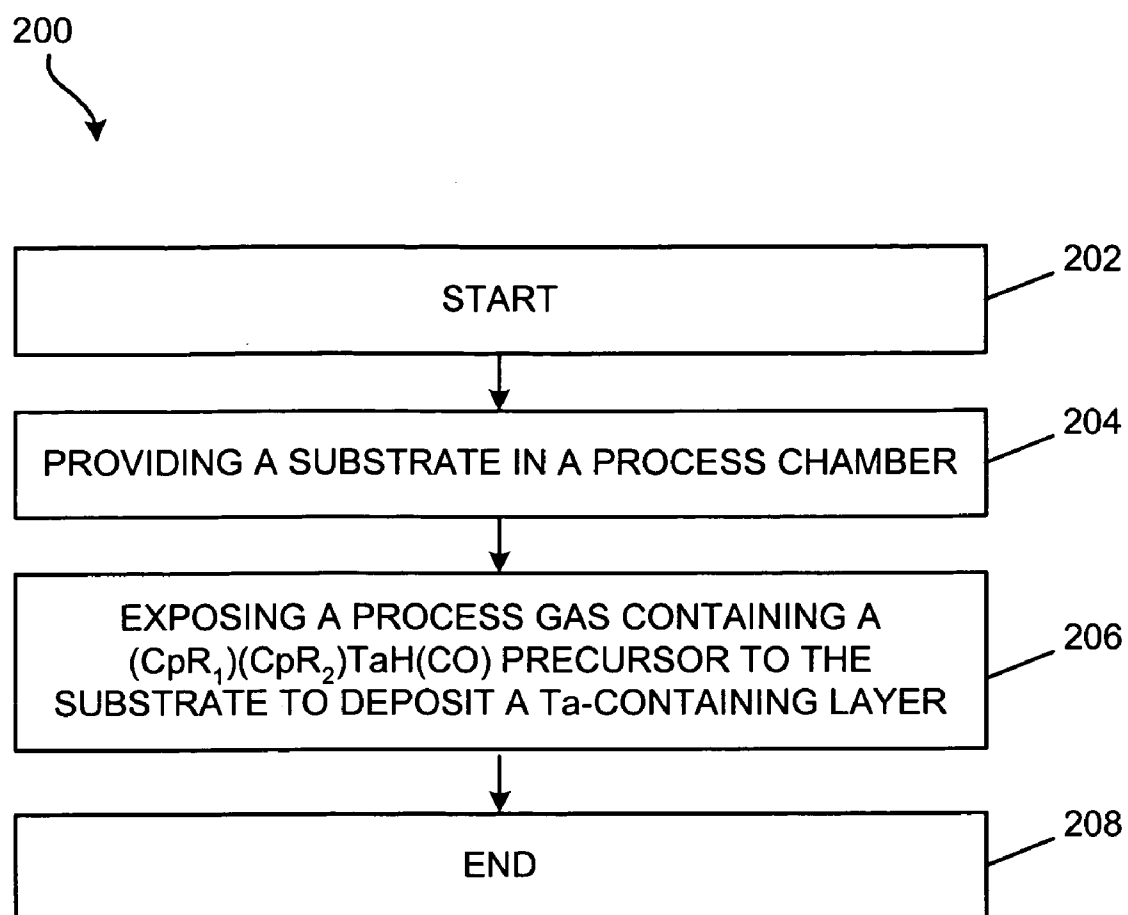 200
START
202
PROVIDING A SUBSTRATE IN A PROCESS CHAMBER
204
EXPOSING A PROCESS GAS CONTAINING A
(CpR₁)(CpR₂)TaH(CO) PRECURSOR TO THE
SUBSTRATE TO DEPOSIT A Ta-CONTAINING LAYER
206
END
208